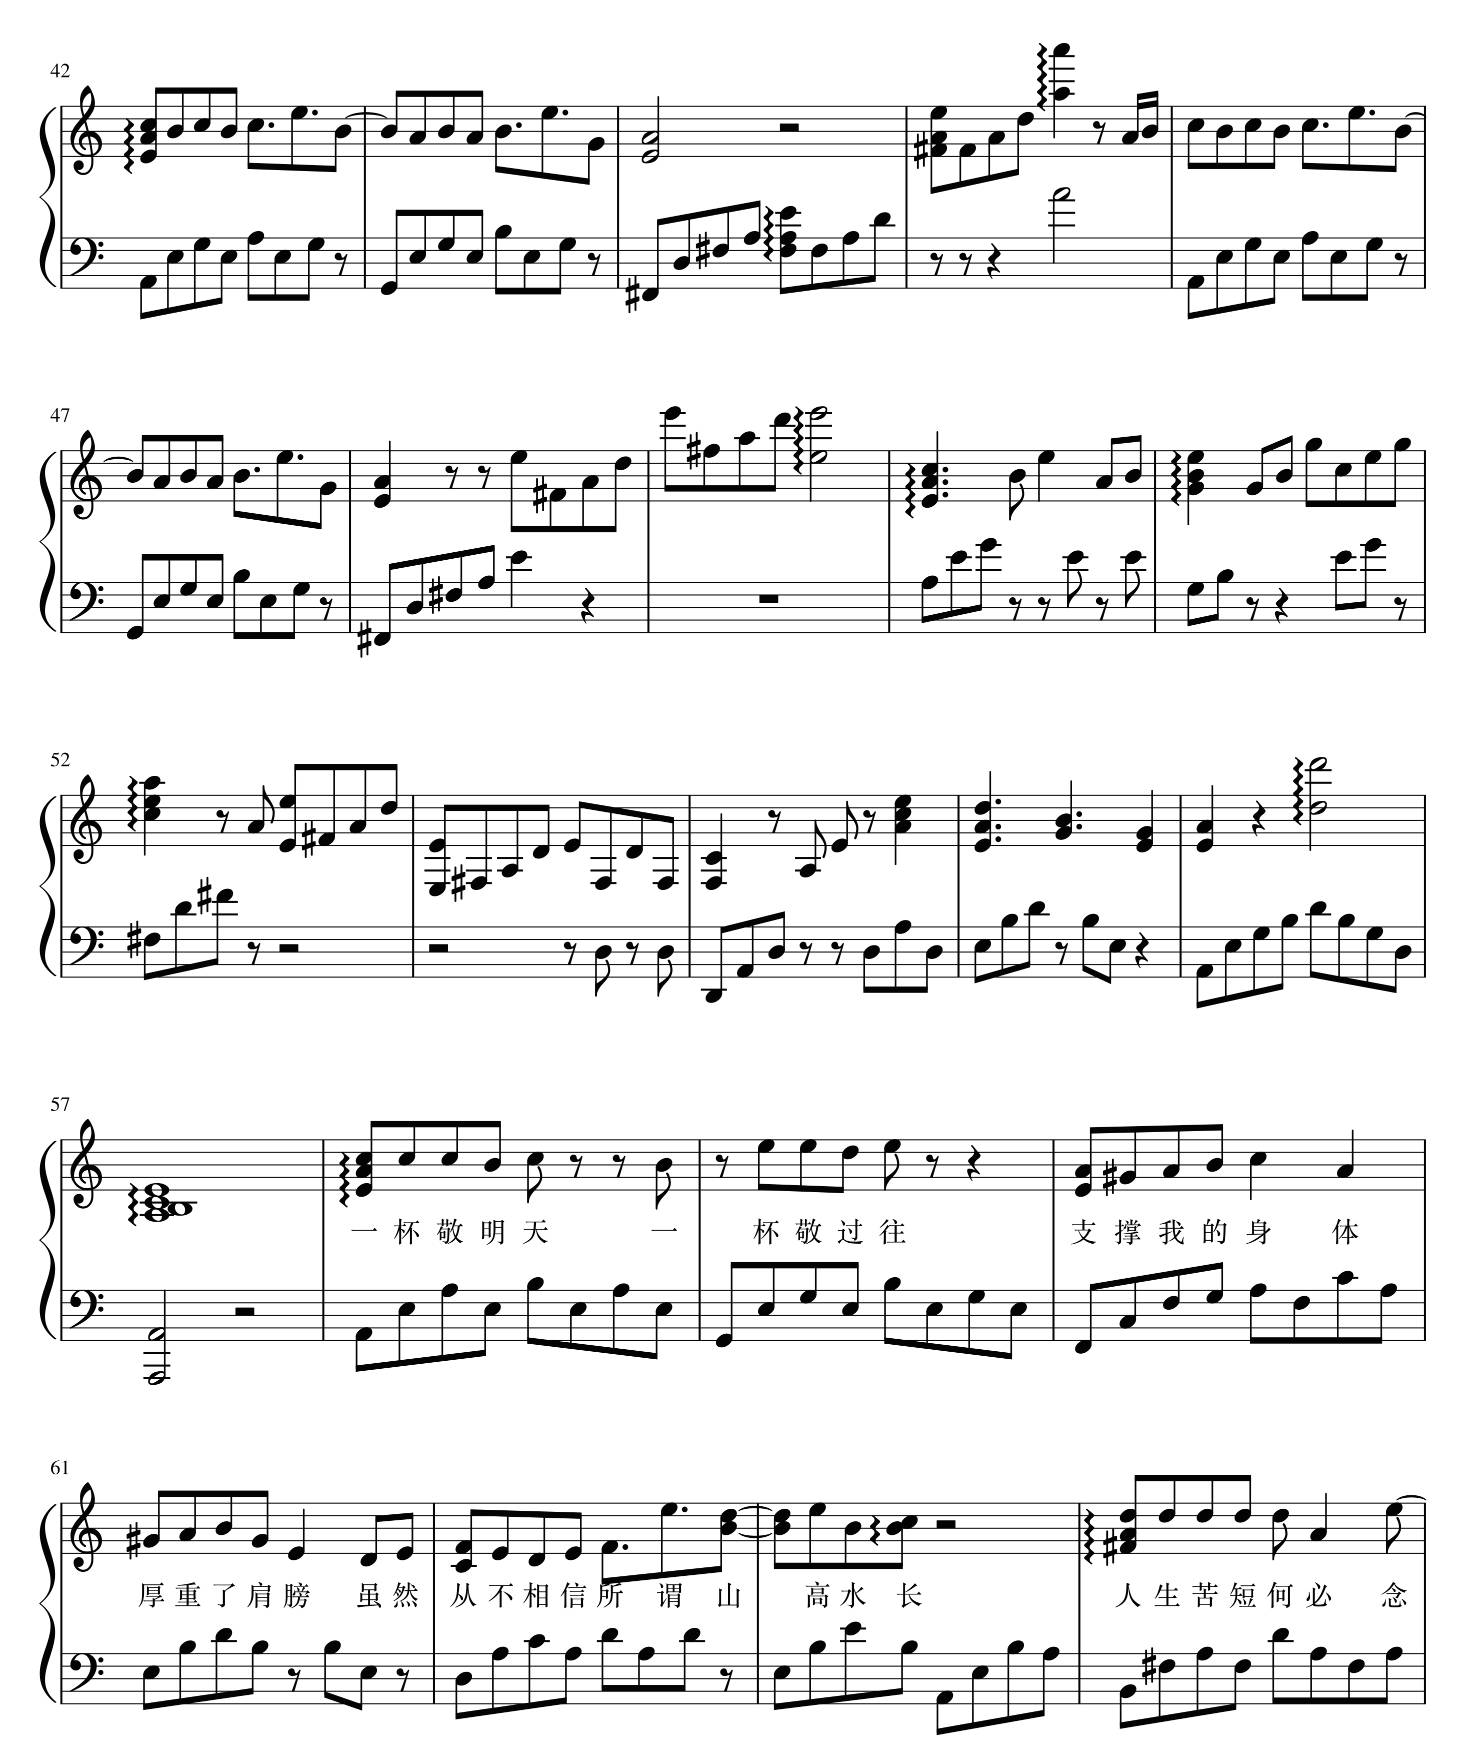 42
47
52
57
一杯敬明天 一 杯敬过往 支撑我的身 体
61
厚重了肩膀 虽然 从不相信所 谓 山 高水 长 人生苦短何必 念